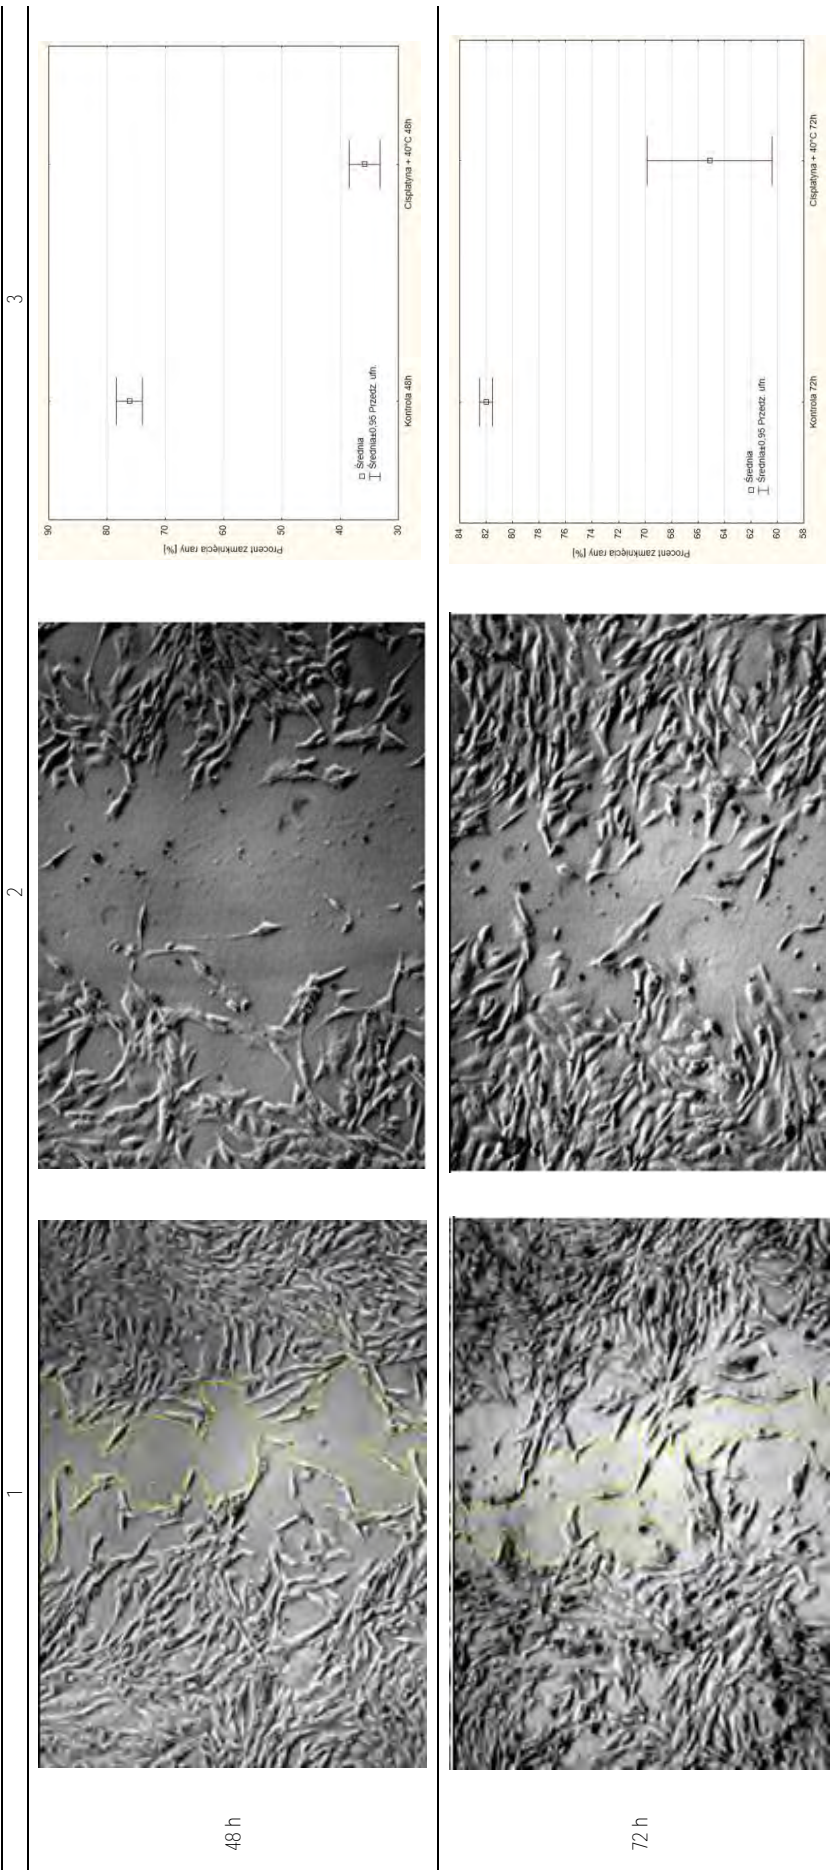 1
2
3
48 h
90
80
70
60
50
40
30
Procent zamknięcia rany [%]
Średnia
Średnia±0,95 Przedz. ufn.
Kontrola 48h
Cisplatyna + 40°C 48h
72 h
84
82
80
78
76
74
72
70
68
66
64
62
60
58
Procent zamknięcia rany [%]
Średnia
Średnia±0,95 Przedz. ufn.
Kontrola 72h
Cisplatyna + 40°C 72h